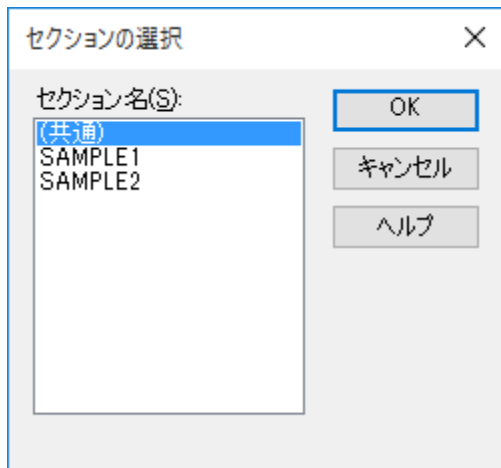 セクションの選択
セクション名(S):
(共通)
SAMPLE1
SAMPLE2
OK
キャンセル
ヘルプ